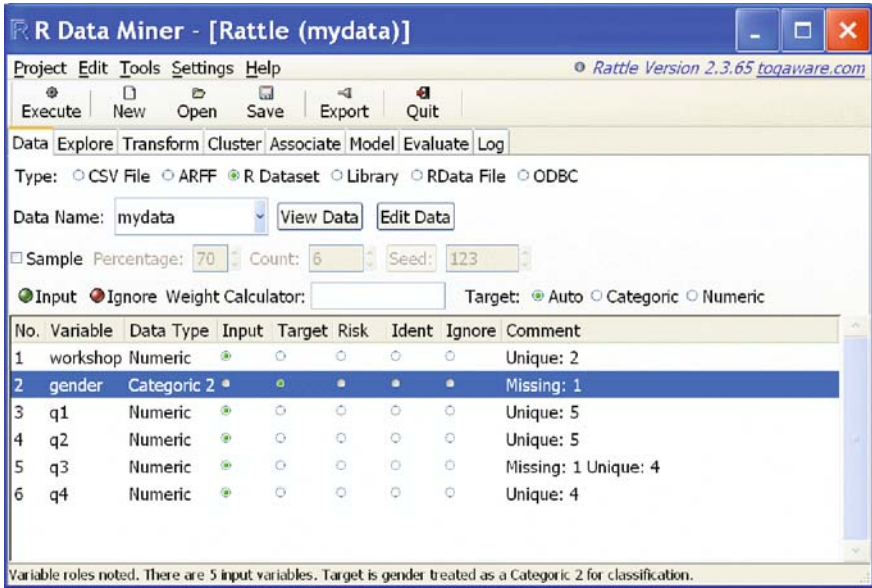 R R Data Miner - [Rattle (mydata)]
Project Edit Tools Settings Help Rattle Version 2.3.65 togaware.com
Execute New Open Save Export Quit
Data Explore Transform Cluster Associate Model Evaluate Log
Type: CSV File ARFF R Dataset Library RData File ODBC
Data Name: mydata View Data Edit Data
Sample Percentage: 70 Count: 6 Seed: 123
Input Ignore Weight Calculator: Target: Auto Categoric Numeric
No. Variable Data Type Input Target Risk Ident Ignore Comment
1 workshop Numeric Unique: 2
2 gender Categoric 2 Missing: 1
3 q1 Numeric Unique: 5
4 q2 Numeric Unique: 5
5 q3 Numeric Missing: 1 Unique: 4
6 q4 Numeric Unique: 4
Variable roles noted. There are 5 input variables. Target is gender treated as a Categoric 2 for classification.